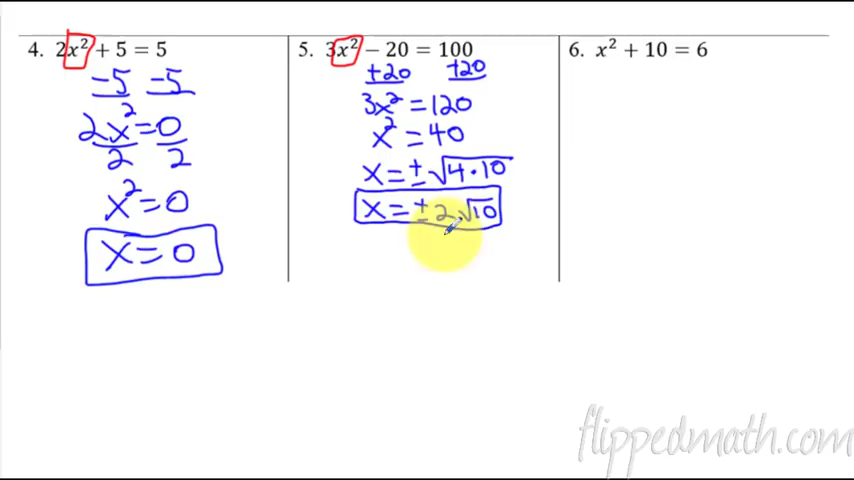 4. 2x² + 5 = 5
-5 -5
2x² = 0
2 2
x² = 0
x = 0
5. 3x² − 20 = 100
+20 +20
3x² = 120
x² = 40
x = ± √4·10
x = ± 2√10
6. x² + 10 = 6
flippedmath.com